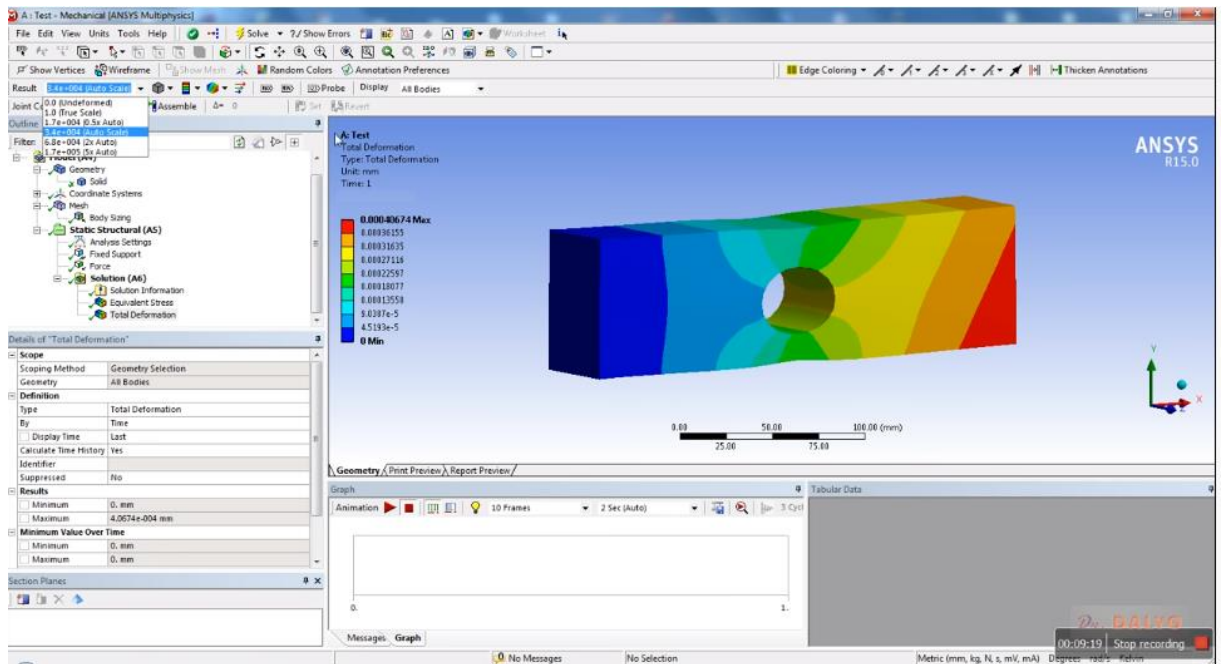 A : Test - Mechanical [ANSYS Multiphysics]
File Edit View Units Tools Help Solve ?/ Show Errors Worksheet
Show Vertices Wireframe Show Mesh Random Colors Annotation Preferences Edge Coloring Thicken Annotations
Result 3.4e+004 (Auto Scale) Probe Display All Bodies
0.0 (Undeformed)
1.0 (True Scale)
1.7e+004 (0.5x Auto)
3.4e+004 (Auto Scale)
6.8e+004 (2x Auto)
1.7e+005 (5x Auto)
Assemble 0 Set Revert
Outline
Filter:
Model (A4)
Geometry
Solid
Coordinate Systems
Mesh
Body Sizing
Static Structural (A5)
Analysis Settings
Fixed Support
Force
Solution (A6)
Solution Information
Equivalent Stress
Total Deformation
A: Test
Total Deformation
Type: Total Deformation
Unit: mm
Time: 1
0.00040674 Max
0.00036155
0.00031635
0.00027116
0.00022597
0.00018077
0.00013558
9.0387e-5
4.5193e-5
0 Min
ANSYS
R15.0
Y
X
Z
0.00 50.00 100.00 (mm)
25.00 75.00
Geometry Print Preview Report Preview
Details of "Total Deformation"
Scope
Scoping Method Geometry Selection
Geometry All Bodies
Definition
Type Total Deformation
By Time
Display Time Last
Calculate Time History Yes
Identifier
Suppressed No
Results
Minimum 0. mm
Maximum 4.0674e-004 mm
Minimum Value Over Time
Minimum 0. mm
Maximum 0. mm
Section Planes
Graph
Animation 10 Frames 2 Sec (Auto) 3 Cycl
0. 1.
Messages Graph
Tabular Data
Dr. DALYO
00:09:19 Stop recording
0 No Messages No Selection Metric (mm, kg, N, s, mV, mA) Degrees rad/s Kelvin